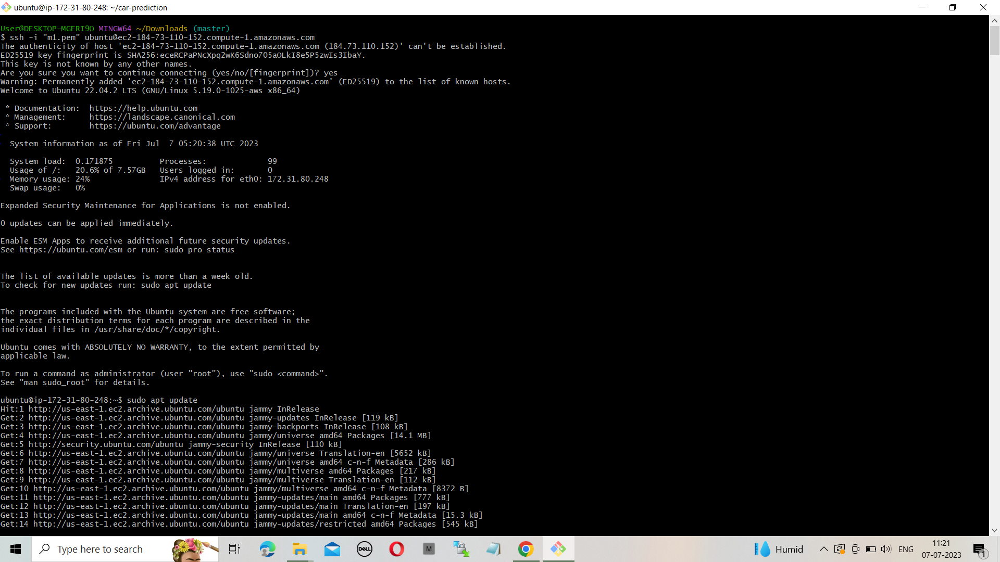 ubuntu@ip-172-31-80-248: ~/car-prediction
User@DESKTOP-MGERI9O MINGW64 ~/Downloads (master)
$ ssh -i "m1.pem" ubuntu@ec2-184-73-110-152.compute-1.amazonaws.com
The authenticity of host 'ec2-184-73-110-152.compute-1.amazonaws.com (184.73.110.152)' can't be established.
ED25519 key fingerprint is SHA256:eceRCPaPNcXpq2wK6Sdno7O5aOLkI8e5P5zwIs3IbaY.
This key is not known by any other names.
Are you sure you want to continue connecting (yes/no/[fingerprint])? yes
Warning: Permanently added 'ec2-184-73-110-152.compute-1.amazonaws.com' (ED25519) to the list of known hosts.
Welcome to Ubuntu 22.04.2 LTS (GNU/Linux 5.19.0-1025-aws x86_64)
* Documentation:  https://help.ubuntu.com
* Management:     https://landscape.canonical.com
* Support:        https://ubuntu.com/advantage
System information as of Fri Jul  7 05:20:38 UTC 2023
System load:  0.171875          Processes:             99
Usage of /:   20.6% of 7.57GB   Users logged in:       0
Memory usage: 24%               IPv4 address for eth0: 172.31.80.248
Swap usage:   0%
Expanded Security Maintenance for Applications is not enabled.
0 updates can be applied immediately.
Enable ESM Apps to receive additional future security updates.
See https://ubuntu.com/esm or run: sudo pro status
The list of available updates is more than a week old.
To check for new updates run: sudo apt update
The programs included with the Ubuntu system are free software;
the exact distribution terms for each program are described in the
individual files in /usr/share/doc/*/copyright.
Ubuntu comes with ABSOLUTELY NO WARRANTY, to the extent permitted by
applicable law.
To run a command as administrator (user "root"), use "sudo <command>".
See "man sudo_root" for details.
ubuntu@ip-172-31-80-248:~$ sudo apt update
Hit:1 http://us-east-1.ec2.archive.ubuntu.com/ubuntu jammy InRelease
Get:2 http://us-east-1.ec2.archive.ubuntu.com/ubuntu jammy-updates InRelease [119 kB]
Get:3 http://us-east-1.ec2.archive.ubuntu.com/ubuntu jammy-backports InRelease [108 kB]
Get:4 http://us-east-1.ec2.archive.ubuntu.com/ubuntu jammy/universe amd64 Packages [14.1 MB]
Get:5 http://security.ubuntu.com/ubuntu jammy-security InRelease [110 kB]
Get:6 http://us-east-1.ec2.archive.ubuntu.com/ubuntu jammy/universe Translation-en [5652 kB]
Get:7 http://us-east-1.ec2.archive.ubuntu.com/ubuntu jammy/universe amd64 c-n-f Metadata [286 kB]
Get:8 http://us-east-1.ec2.archive.ubuntu.com/ubuntu jammy/multiverse amd64 Packages [217 kB]
Get:9 http://us-east-1.ec2.archive.ubuntu.com/ubuntu jammy/multiverse Translation-en [112 kB]
Get:10 http://us-east-1.ec2.archive.ubuntu.com/ubuntu jammy/multiverse amd64 c-n-f Metadata [8372 B]
Get:11 http://us-east-1.ec2.archive.ubuntu.com/ubuntu jammy-updates/main amd64 Packages [777 kB]
Get:12 http://us-east-1.ec2.archive.ubuntu.com/ubuntu jammy-updates/main Translation-en [197 kB]
Get:13 http://us-east-1.ec2.archive.ubuntu.com/ubuntu jammy-updates/main amd64 c-n-f Metadata [15.3 kB]
Get:14 http://us-east-1.ec2.archive.ubuntu.com/ubuntu jammy-updates/restricted amd64 Packages [545 kB]
Type here to search
DELL
M
Humid
ENG
11:21
07-07-2023
1